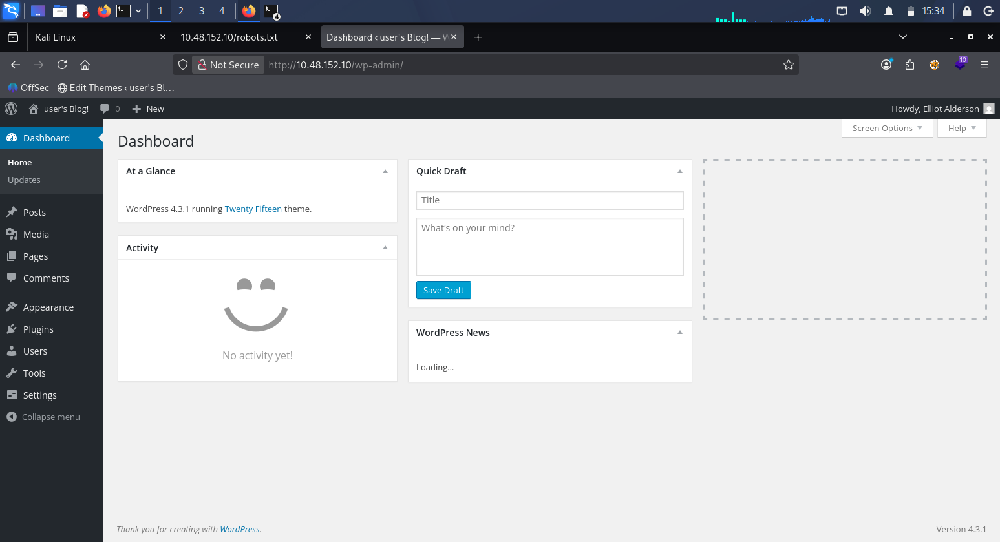 1 2 3 4 4 15:34
Kali Linux 10.48.152.10/robots.txt Dashboard ‹ user's Blog! — W
Not Secure http://10.48.152.10/wp-admin/ 10
OffSec Edit Themes ‹ user's Bl…
user's Blog! 0 New Howdy, Elliot Alderson
Dashboard
Home
Updates
Posts
Media
Pages
Comments
Appearance
Plugins
Users
Tools
Settings
Collapse menu
Screen Options Help
Dashboard
At a Glance
WordPress 4.3.1 running Twenty Fifteen theme.
Activity
No activity yet!
Quick Draft
Title
What's on your mind?
Save Draft
WordPress News
Loading…
Thank you for creating with WordPress. Version 4.3.1